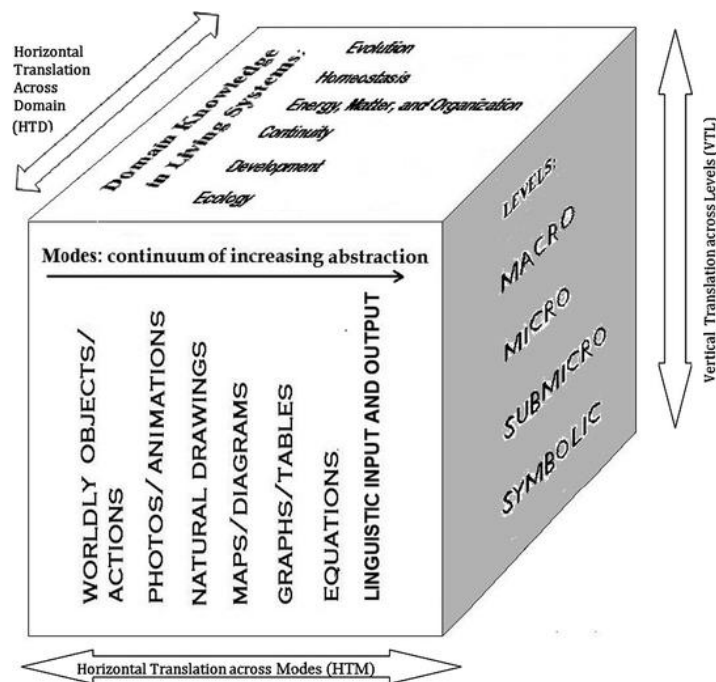 Horizontal
Translation
Across
Domain
(HTD)
Domain Knowledge
in Living Systems:
Evolution
Homeostasis
Energy, Matter, and Organization
Continuity
Development
Ecology
LEVELS:
MACRO
MICRO
SUBMICRO
SYMBOLIC
Vertical Translation across Levels (VTL)
Modes: continuum of increasing abstraction
WORLDLY OBJECTS/
ACTIONS
PHOTOS/ANIMATIONS
NATURAL DRAWINGS
MAPS/DIAGRAMS
GRAPHS/TABLES
EQUATIONS
LINGUISTIC INPUT AND OUTPUT
Horizontal Translation across Modes (HTM)